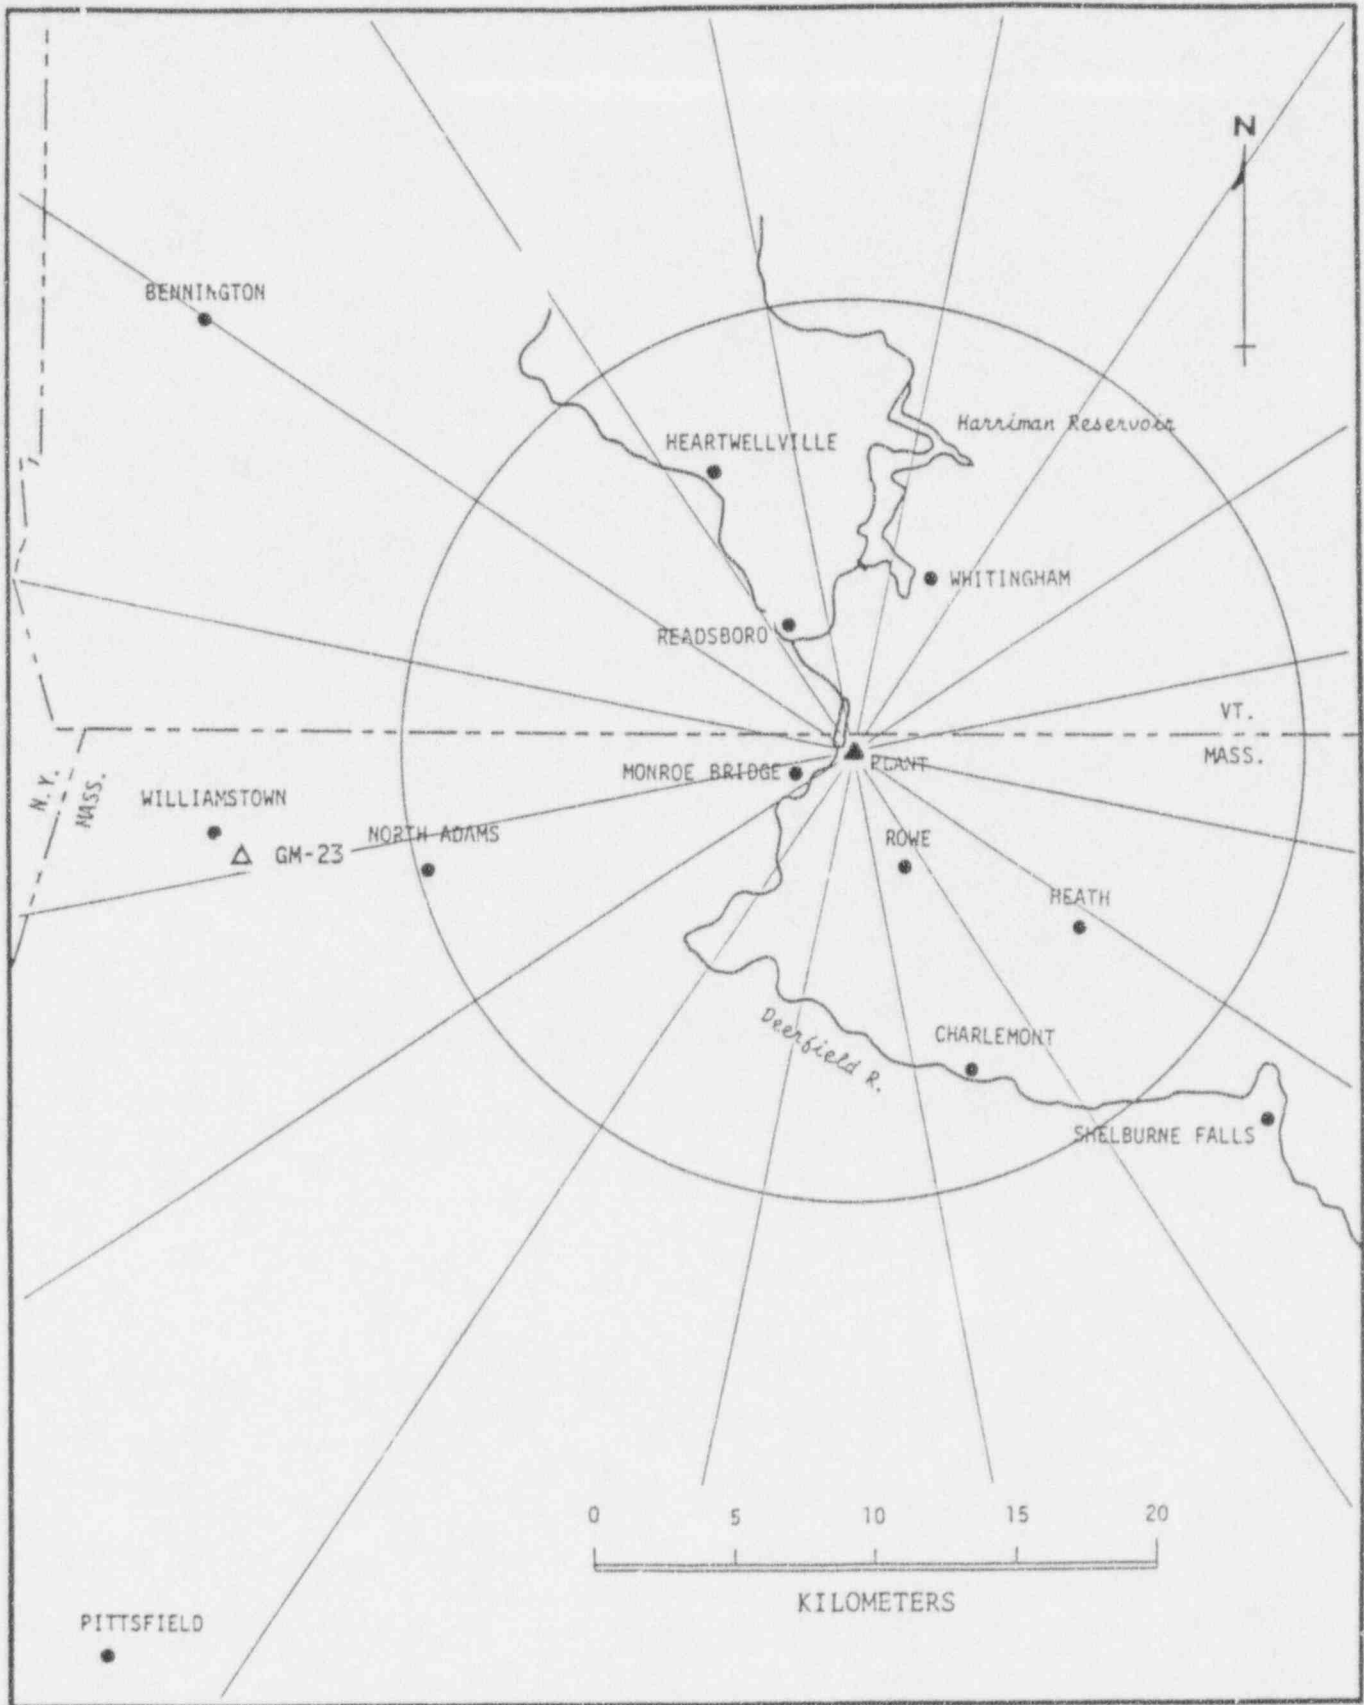 N
BENNINGTON
Harriman Reservoir
HEARTWELLVILLE
WHITINGHAM
READSBORO
VT.
MASS.
PLANT
MONROE BRIDGE
N.Y.
MASS.
WILLIAMSTOWN
GM-23
NORTH ADAMS
ROWE
HEATH
Deerfield R.
CHARLEMONT
SHELBURNE FALLS
0 5 10 15 20
KILOMETERS
PITTSFIELD